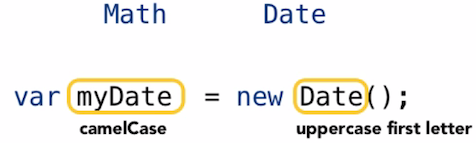 Math Date
var myDate = new Date();
camelCase uppercase first letter